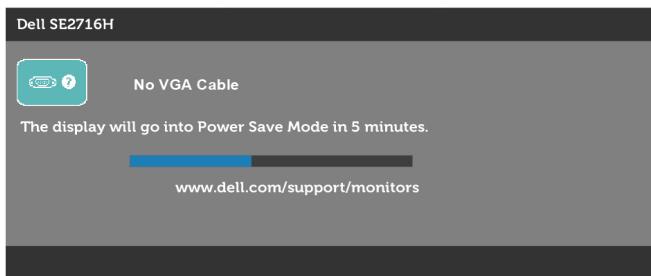 Dell SE2716H
?
No VGA Cable
The display will go into Power Save Mode in 5 minutes.
www.dell.com/support/monitors